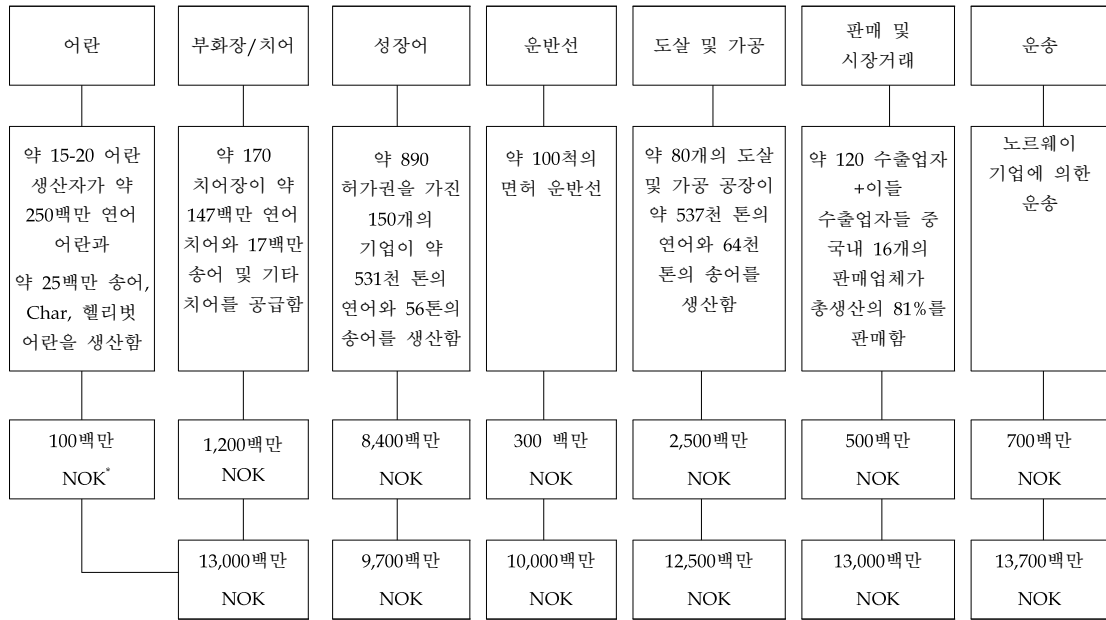 어란
부화장/치어
성장어
운반선
도살 및 가공
판매 및
시장거래
운송
약 15-20 어란
생산자가 약
250백만 연어
어란과
약 25백만 송어,
Char, 헬리벗
어란을 생산함
약 170
치어장이 약
147백만 연어
치어와 17백만
송어 및 기타
치어를 공급함
약 890
허가권을 가진
150개의
기업이 약
531천 톤의
연어와 56톤의
송어를 생산함
약 100척의
면허 운반선
약 80개의 도살
및 가공 공장이
약 537천 톤의
연어와 64천
톤의 송어를
생산함
약 120 수출업자
+이들
수출업자들 중
국내 16개의
판매업체가
총생산의 81%를
판매함
노르웨이
기업에 의한
운송
100백만
NOK*
1,200백만
NOK
8,400백만
NOK
300 백만
NOK
2,500백만
NOK
500백만
NOK
700백만
NOK
13,000백만
NOK
9,700백만
NOK
10,000백만
NOK
12,500백만
NOK
13,000백만
NOK
13,700백만
NOK